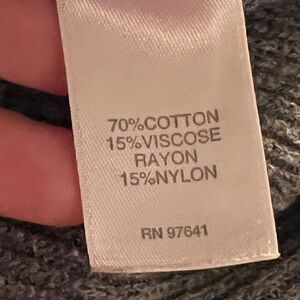 70%COTTON
15%VISCOSE
RAYON
15%NYLON
RN 97641